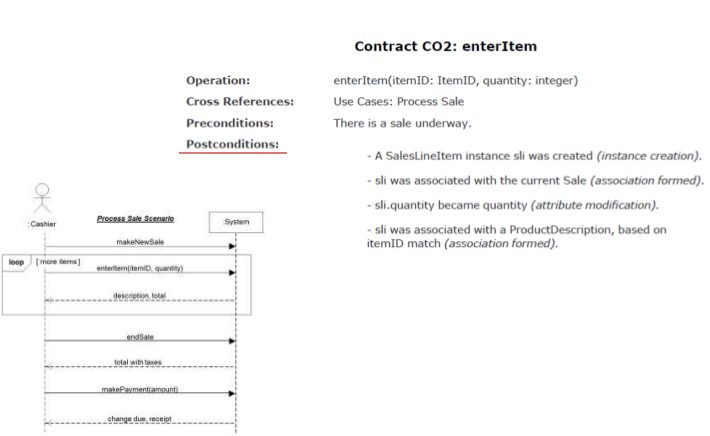 Contract CO2: enterItem
Operation: enterItem(itemID: ItemID, quantity: integer)
Cross References: Use Cases: Process Sale
Preconditions: There is a sale underway.
Postconditions:
- A SalesLineItem instance sli was created (instance creation).
- sli was associated with the current Sale (association formed).
- sli.quantity became quantity (attribute modification).
- sli was associated with a ProductDescription, based on
itemID match (association formed).
: Cashier
Process Sale Scenario
:System
makeNewSale
loop [ more items ]
enterItem(itemID, quantity)
description, total
endSale
total with taxes
makePayment(amount)
change due, receipt